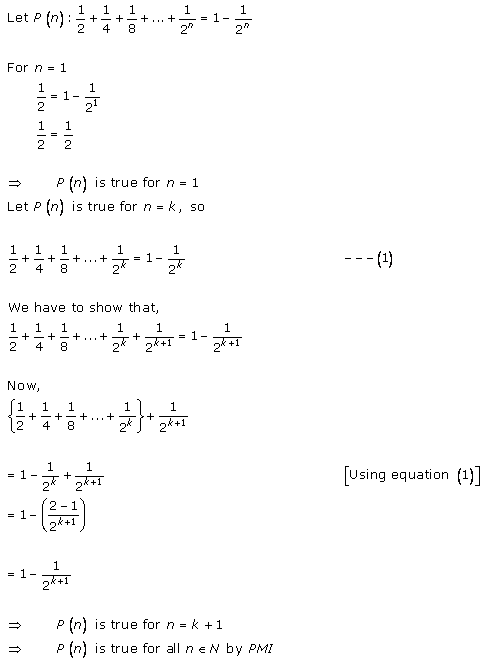 Let P(n) : 1/2 + 1/4 + 1/8 + ... + 1/2^n = 1 − 1/2^n
For n = 1
1/2 = 1 − 1/2^1
1/2 = 1/2
⇒ P(n) is true for n = 1
Let P(n) is true for n = k, so
1/2 + 1/4 + 1/8 + ... + 1/2^k = 1 − 1/2^k − − − (1)
We have to show that,
1/2 + 1/4 + 1/8 + ... + 1/2^k + 1/2^(k+1) = 1 − 1/2^(k+1)
Now,
{1/2 + 1/4 + 1/8 + ... + 1/2^k} + 1/2^(k+1)
= 1 − 1/2^k + 1/2^(k+1) [Using equation (1)]
= 1 − ((2 − 1)/2^(k+1))
= 1 − 1/2^(k+1)
⇒ P(n) is true for n = k + 1
⇒ P(n) is true for all n ∈ N by PMI